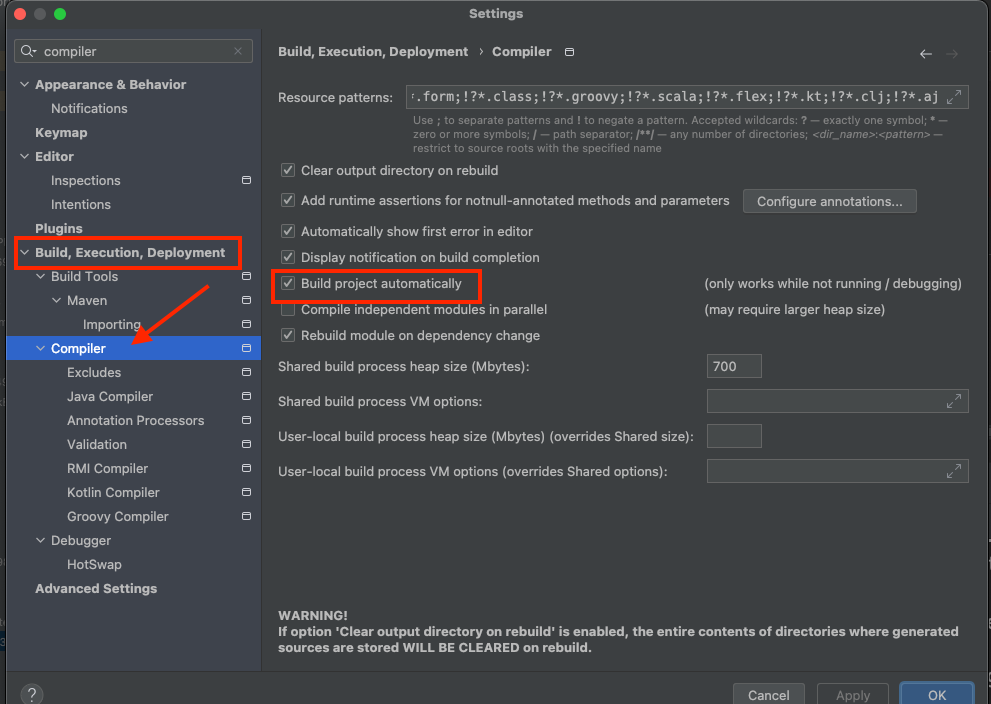 Settings
compiler
Appearance & Behavior
Notifications
Keymap
Editor
Inspections
Intentions
Plugins
Build, Execution, Deployment
Build Tools
Maven
Importing
Compiler
Excludes
Java Compiler
Annotation Processors
Validation
RMI Compiler
Kotlin Compiler
Groovy Compiler
Debugger
HotSwap
Advanced Settings
?
Build, Execution, Deployment › Compiler
Resource patterns: .form;!?*.class;!?*.groovy;!?*.scala;!?*.flex;!?*.kt;!?*.clj;!?*.aj
Use ; to separate patterns and ! to negate a pattern. Accepted wildcards: ? — exactly one symbol; * —
zero or more symbols; / — path separator; /**/ — any number of directories; <dir_name>:<pattern> —
restrict to source roots with the specified name
Clear output directory on rebuild
Add runtime assertions for notnull-annotated methods and parameters Configure annotations...
Automatically show first error in editor
Display notification on build completion
Build project automatically (only works while not running / debugging)
Compile independent modules in parallel (may require larger heap size)
Rebuild module on dependency change
Shared build process heap size (Mbytes): 700
Shared build process VM options:
User-local build process heap size (Mbytes) (overrides Shared size):
User-local build process VM options (overrides Shared options):
WARNING!
If option 'Clear output directory on rebuild' is enabled, the entire contents of directories where generated
sources are stored WILL BE CLEARED on rebuild.
Cancel Apply OK